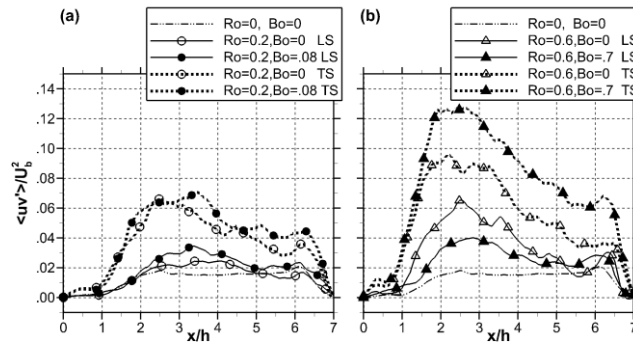 (a)
Ro=0, Bo=0
Ro=0.2,Bo=0 LS
Ro=0.2,Bo=.08 LS
Ro=0.2,Bo=0 TS
Ro=0.2,Bo=.08 TS
(b)
Ro=0, Bo=0
Ro=0.6,Bo=0 LS
Ro=0.6,Bo=.7 LS
Ro=0.6,Bo=0 TS
Ro=0.6,Bo=.7 TS
<uv'>/U²b
.14
.12
.10
.08
.06
.04
.02
.00
0 1 2 3 4 5 6 7
x/h
0 1 2 3 4 5 6 7
x/h